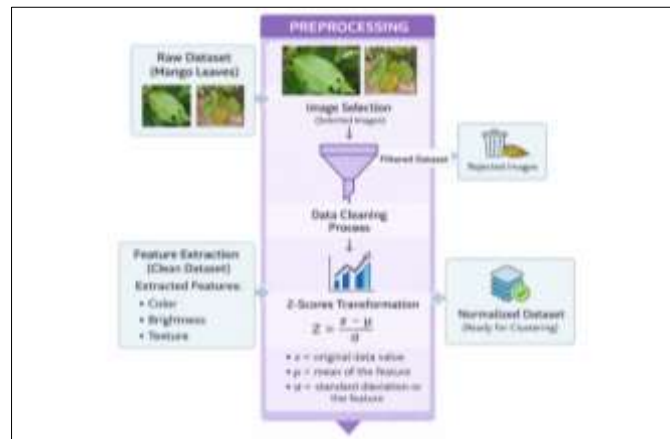 PREPROCESSING
Raw Dataset
(Mango Leaves)
Image Selection
(Selected Images)
Filtered Dataset
Rejected Images
Data Cleaning
Process
Feature Extraction
(Clean Dataset)
Extracted Features:
• Color
• Brightness
• Texture
Z-Scores Transformation
Z = x − μ / σ
• x = original data value
• μ = mean of the feature
• σ = standard deviation of
the feature
Normalized Dataset
(Ready for Clustering)